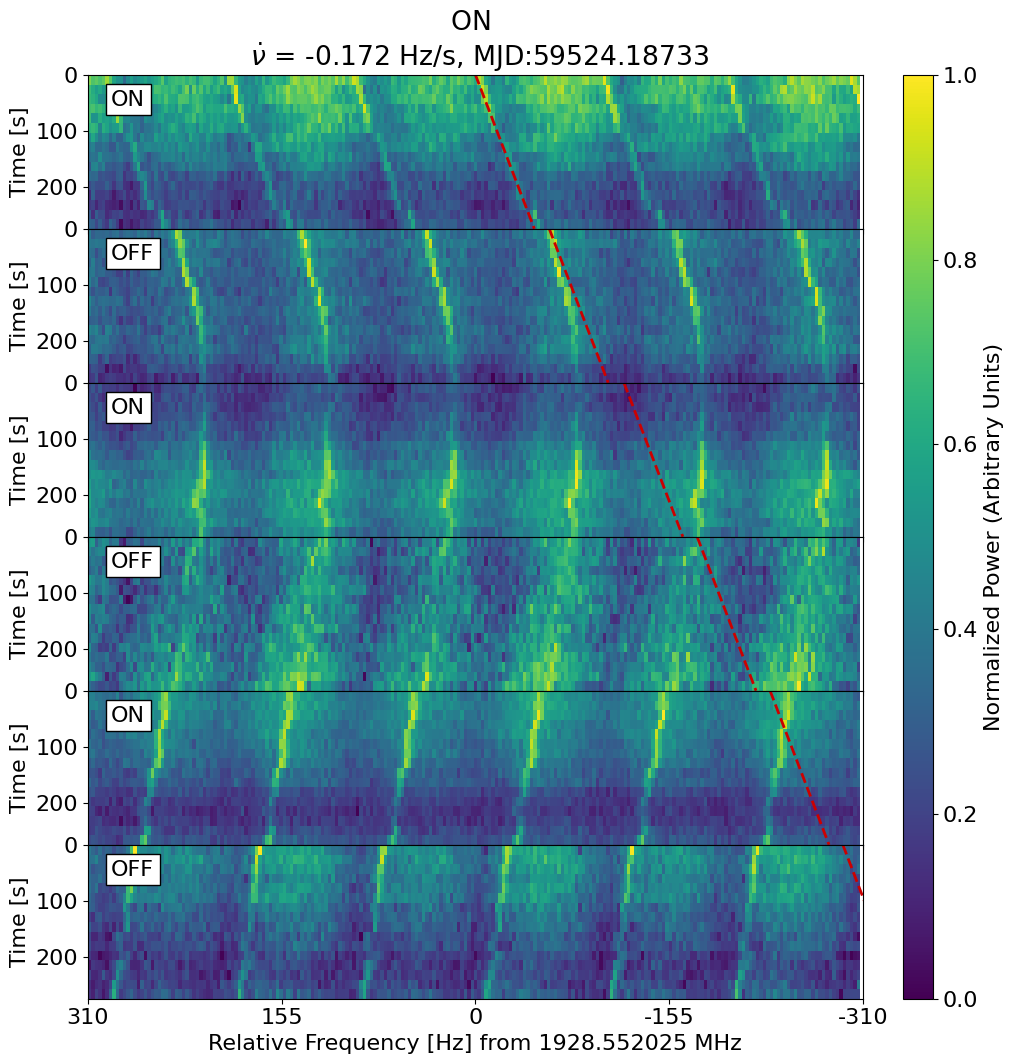 ON
ν̇ = -0.172 Hz/s, MJD:59524.18733
ON
OFF
ON
OFF
ON
OFF
Time [s]
0
100
200
Time [s]
0
100
200
Time [s]
0
100
200
Time [s]
0
100
200
Time [s]
0
100
200
Time [s]
0
100
200
310 155 0 -155 -310
Relative Frequency [Hz] from 1928.552025 MHz
1.0
0.8
0.6
0.4
0.2
0.0
Normalized Power (Arbitrary Units)